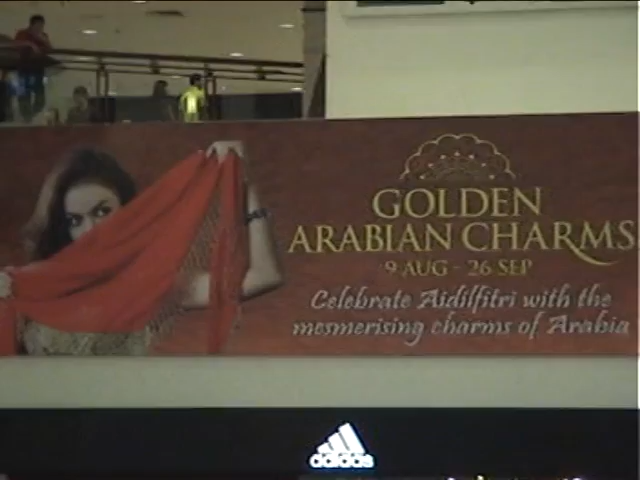 GOLDEN
ARABIAN CHARMS
9 AUG - 26 SEP
Celebrate Aidilfitri with the
mesmerising charms of Arabia
adidas